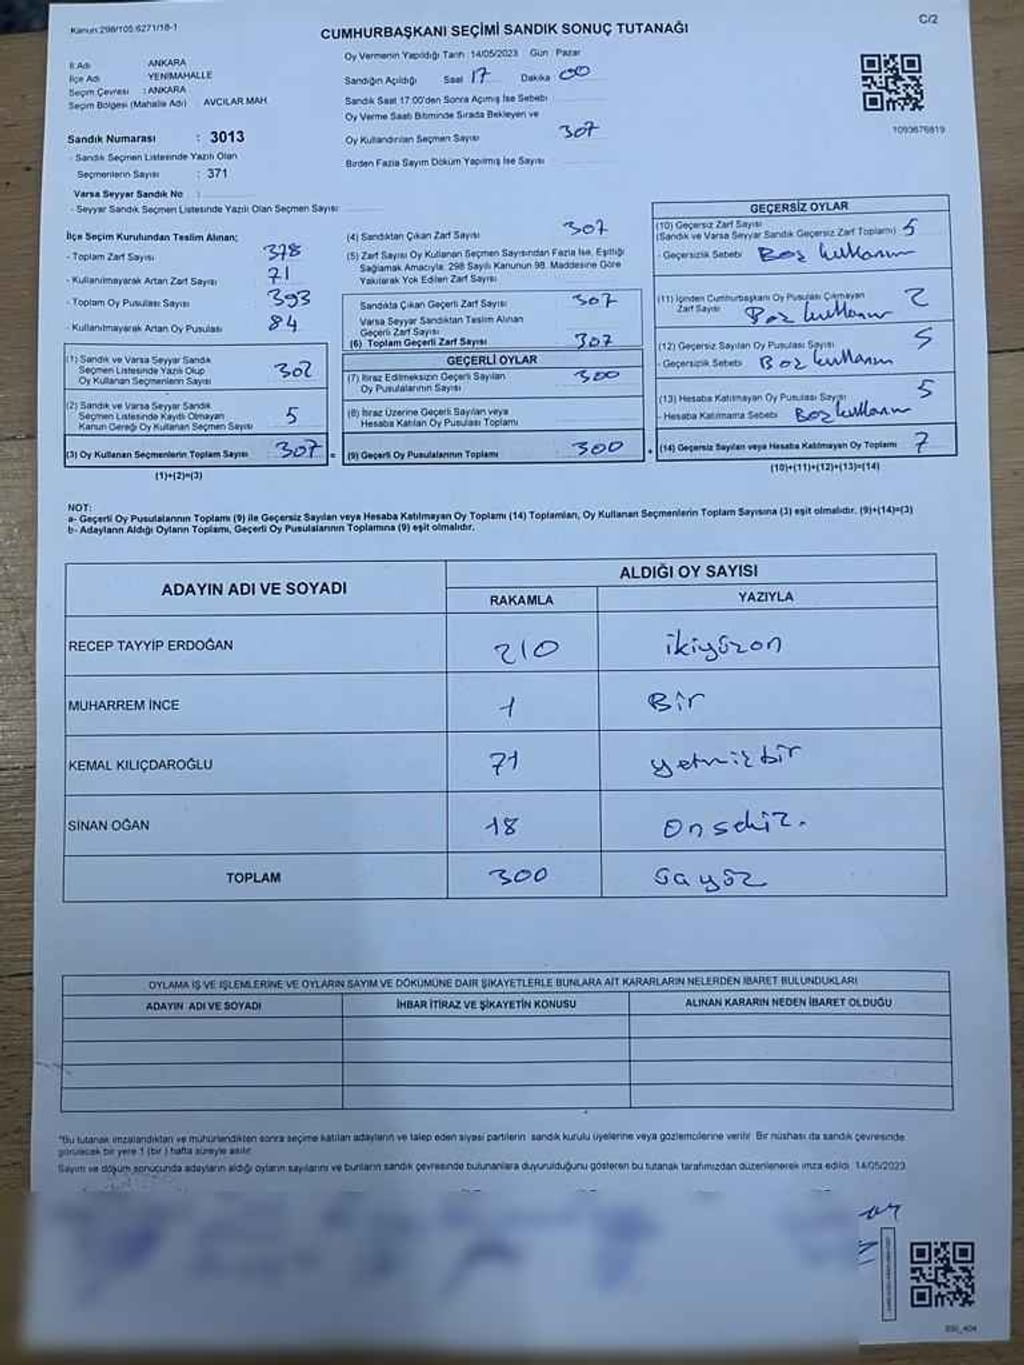 Kanun:298/105:6271/18-1
C/2
CUMHURBAŞKANI SEÇİMİ SANDIK SONUÇ TUTANAĞI
İl Adı ANKARA
İlçe Adı YENİMAHALLE
Seçim Çevresi : ANKARA
Seçim Bölgesi (Mahalle Adı) AVCILAR MAH
Sandık Numarası : 3013
- Sandık Seçmen Listesinde Yazılı Olan
Seçmenlerin Sayısı : 371
Varsa Seyyar Sandık No :
- Seyyar Sandık Seçmen Listesinde Yazılı Olan Seçmen Sayısı
Oy Vermenin Yapıldığı Tarih :14/05/2023 Gün : Pazar
Sandığın Açıldığı Saat 17 Dakika 00
Sandık Saat 17:00'den Sonra Açılmış İse Sebebi
Oy Verme Saati Bitiminde Sırada Bekleyen ve
Oy Kullandırılan Seçmen Sayısı 307
Birden Fazla Sayım Döküm Yapılmış İse Sayısı
1093676819
İlçe Seçim Kurulundan Teslim Alınan;
- Toplam Zarf Sayısı 378
- Kullanılmayarak Artan Zarf Sayısı 71
- Toplam Oy Pusulası Sayısı 393
- Kullanılmayarak Artan Oy Pusulası 84
(1) Sandık ve Varsa Seyyar Sandık
Seçmen Listesinde Yazılı Olup
Oy Kullanan Seçmenlerin Sayısı 302
(2) Sandık ve Varsa Seyyar Sandık
Seçmen Listesinde Kayıtlı Olmayan
Kanun Gereği Oy Kullanan Seçmen Sayısı 5
(3) Oy Kullanan Seçmenlerin Toplam Sayısı 307 =
(1)+(2)=(3)
(4) Sandıktan Çıkan Zarf Sayısı 307
(5) Zarf Sayısı Oy Kullanan Seçmen Sayısından Fazla İse, Eşitliği
Sağlamak Amacıyla, 298 Sayılı Kanunun 98. Maddesine Göre
Yakılarak Yok Edilen Zarf Sayısı
Sandıkta Çıkan Geçerli Zarf Sayısı 307
Varsa Seyyar Sandıktan Teslim Alınan
Geçerli Zarf Sayısı
(6) Toplam Geçerli Zarf Sayısı 307
GEÇERLİ OYLAR
(7) İtiraz Edilmeksizin Geçerli Sayılan
Oy Pusulalarının Sayısı 300
(8) İtiraz Üzerine Geçerli Sayılan veya
Hesaba Katılan Oy Pusulası Toplamı
(9) Geçerli Oy Pusulalarının Toplamı 300 +
GEÇERSİZ OYLAR
(10) Geçersiz Zarf Sayısı
(Sandık ve Varsa Seyyar Sandık Geçersiz Zarf Toplamı) 5
- Geçersizlik Sebebi Boş kullanım
(11) İçinden Cumhurbaşkanı Oy Pusulası Çıkmayan
Zarf Sayısı 2
Boş kullanır
(12) Geçersiz Sayılan Oy Pusulası Sayısı 5
- Geçersizlik Sebebi Boş kullanım
(13) Hesaba Katılmayan Oy Pusulası Sayısı 5
- Hesaba Katılmama Sebebi Boş kullanım
(14) Geçersiz Sayılan veya Hesaba Katılmayan Oy Toplamı 7
(10)+(11)+(12)+(13)=(14)
NOT:
a- Geçerli Oy Pusulalarının Toplamı (9) ile Geçersiz Sayılan veya Hesaba Katılmayan Oy Toplamı (14) Toplamları, Oy Kullanan Seçmenlerin Toplam Sayısına (3) eşit olmalıdır. (9)+(14)=(3)
b- Adayların Aldığı Oyların Toplamı, Geçerli Oy Pusulalarının Toplamına (9) eşit olmalıdır.
ADAYIN ADI VE SOYADI ALDIĞI OY SAYISI
RAKAMLA YAZIYLA
RECEP TAYYİP ERDOĞAN 210 ikiyüzon
MUHARREM İNCE 1 Bir
KEMAL KILIÇDAROĞLU 71 yetmişbir
SİNAN OĞAN 18 Onsekiz.
TOPLAM 300
OYLAMA İŞ VE İŞLEMLERİNE VE OYLARIN SAYIM VE DÖKÜMÜNE DAİR ŞİKAYETLERLE BUNLARA AİT KARARLARIN NELERDEN İBARET BULUNDUKLARI
ADAYIN ADI VE SOYADI İHBAR İTİRAZ VE ŞİKAYETİN KONUSU ALINAN KARARIN NEDEN İBARET OLDUĞU
*Bu tutanak imzalandıktan ve mühürlendikten sonra seçime katılan adayların ve talep eden siyasi partilerin sandık kurulu üyelerine veya gözlemcilerine verilir. Bir nüshası da sandık çevresinde
görülecek bir yere 1 (bir) hafta süreyle asılır.
Sayım ve döküm sonucunda adayların aldığı oyların sayılarını ve bunların sandık çevresinde bulunanlara duyurulduğunu gösteren bu tutanak tarafımızdan düzenlenerek imza edildi. 14/05/2023